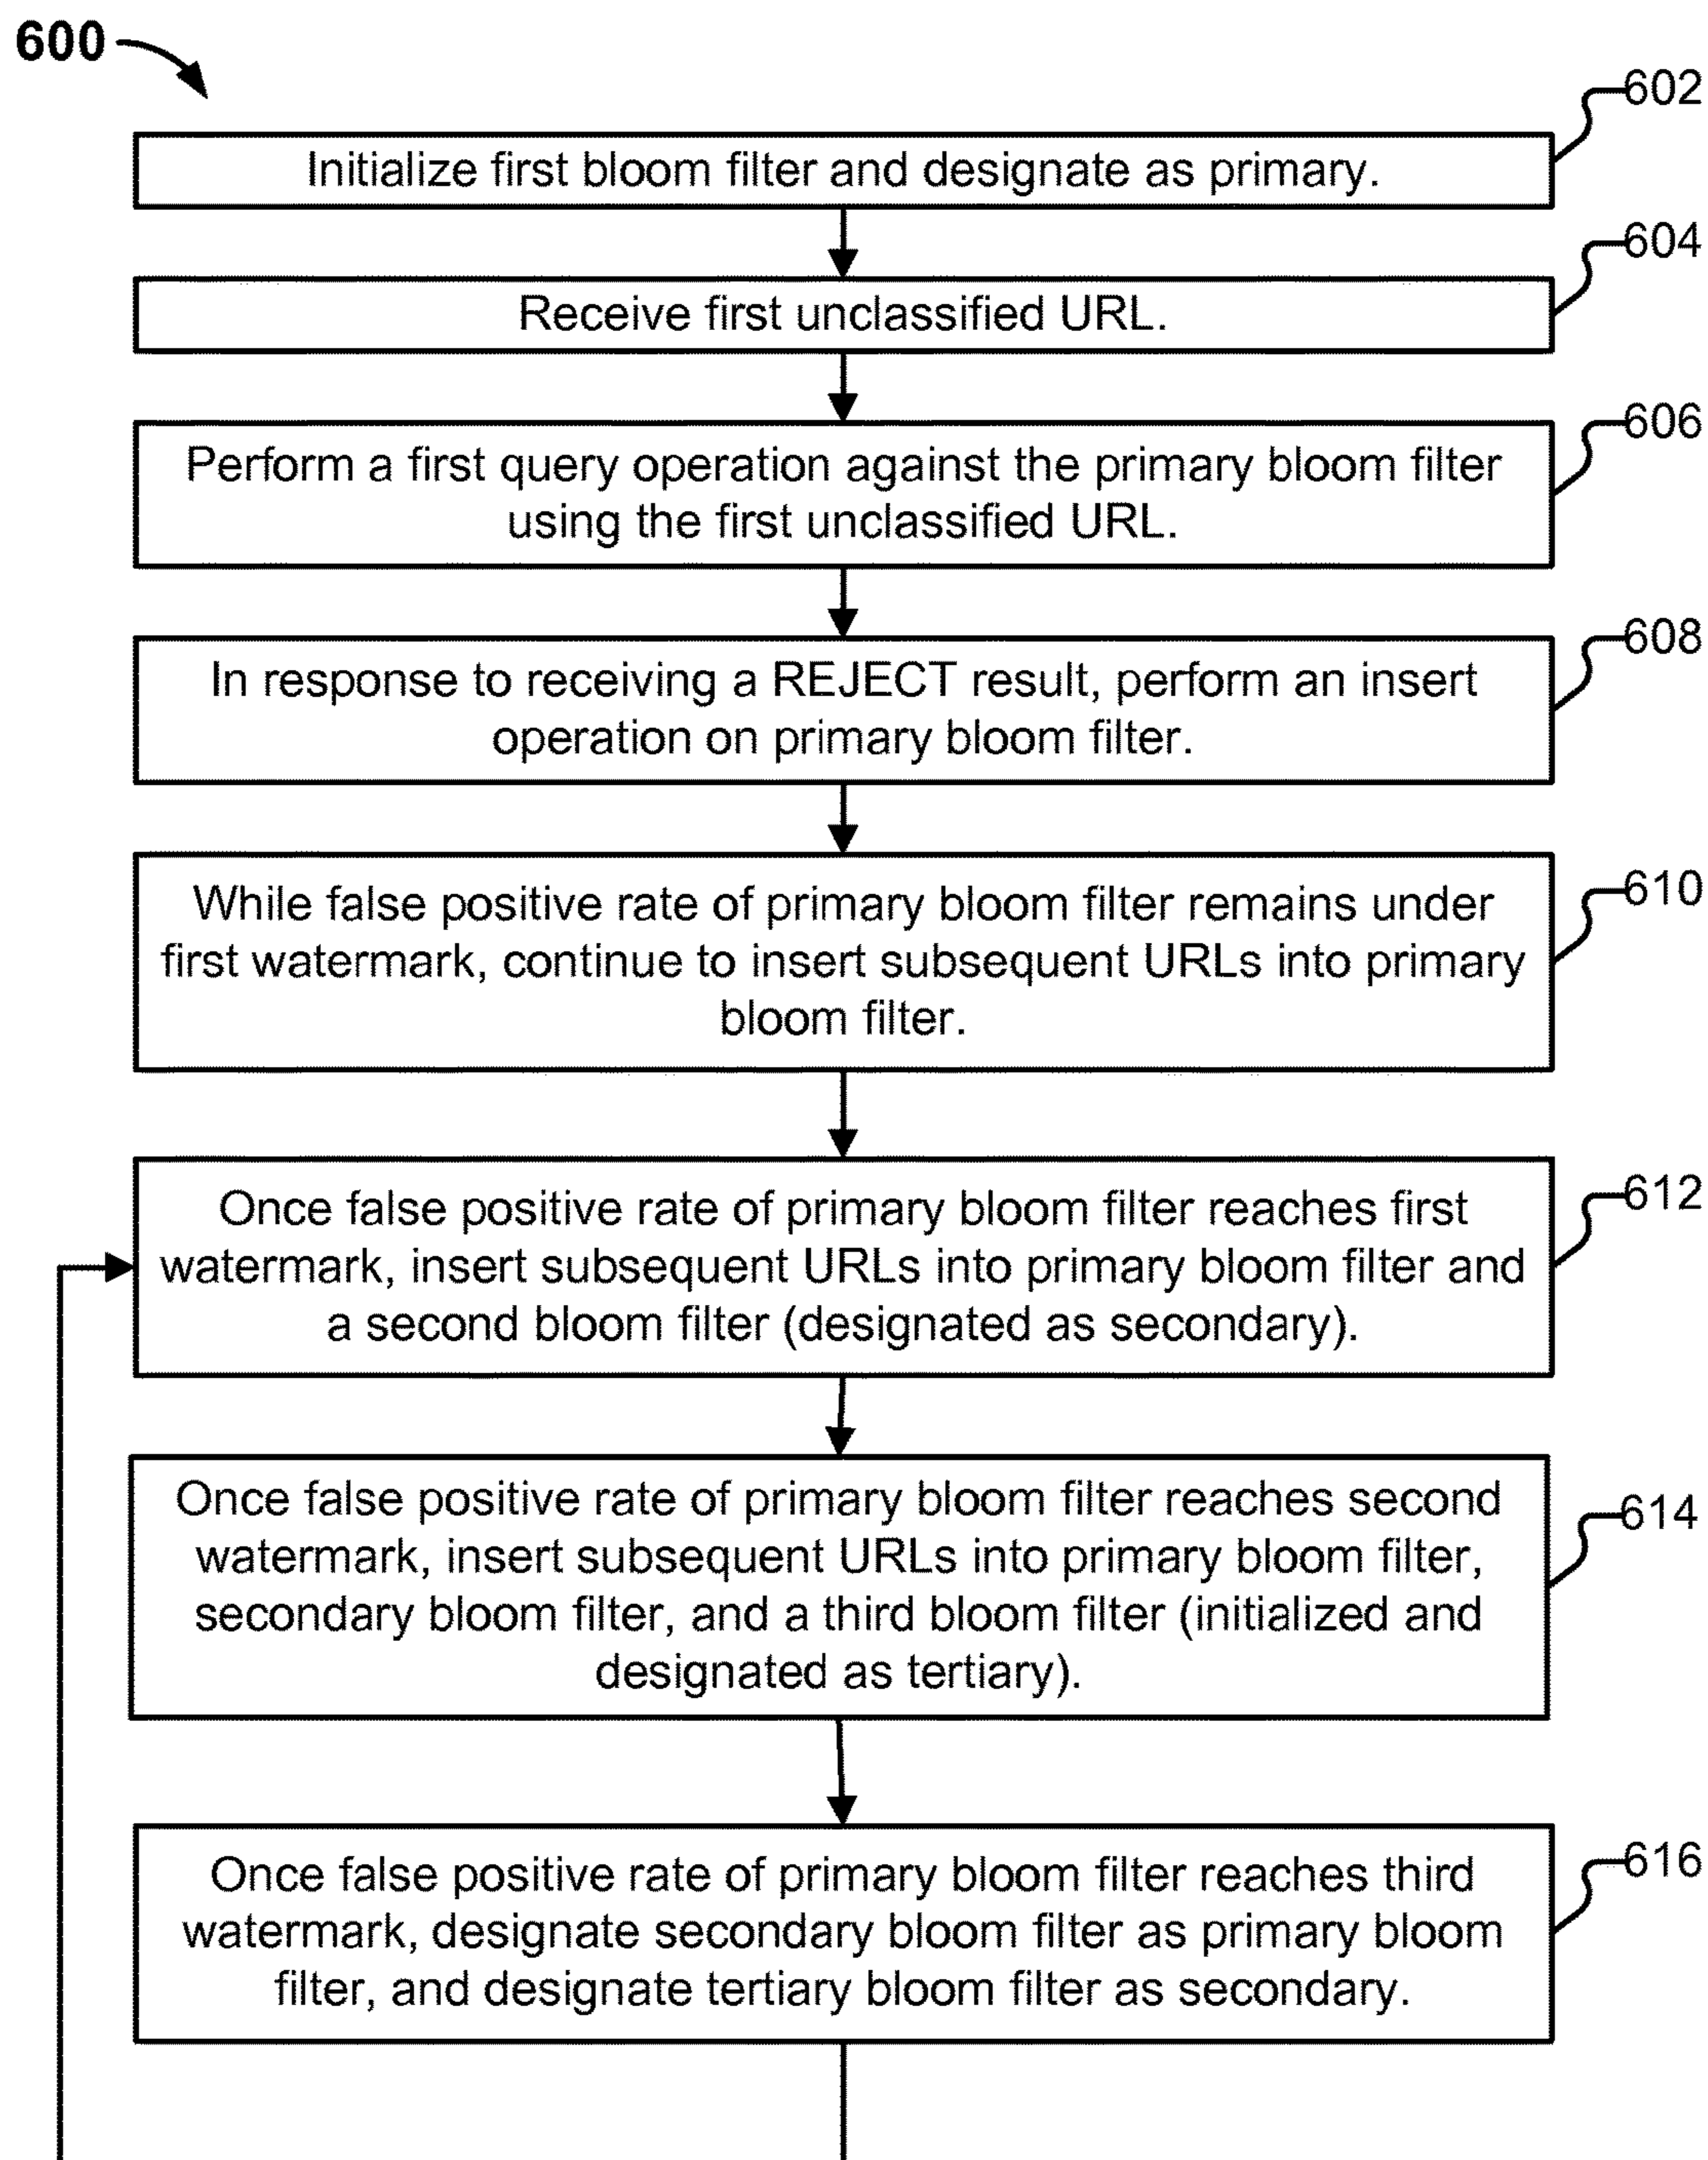 600
602
Initialize first bloom filter and designate as primary.
604
Receive first unclassified URL.
606
Perform a first query operation against the primary bloom filter
using the first unclassified URL.
608
In response to receiving a REJECT result, perform an insert
operation on primary bloom filter.
610
While false positive rate of primary bloom filter remains under
first watermark, continue to insert subsequent URLs into primary
bloom filter.
612
Once false positive rate of primary bloom filter reaches first
watermark, insert subsequent URLs into primary bloom filter and
a second bloom filter (designated as secondary).
614
Once false positive rate of primary bloom filter reaches second
watermark, insert subsequent URLs into primary bloom filter,
secondary bloom filter, and a third bloom filter (initialized and
designated as tertiary).
616
Once false positive rate of primary bloom filter reaches third
watermark, designate secondary bloom filter as primary bloom
filter, and designate tertiary bloom filter as secondary.